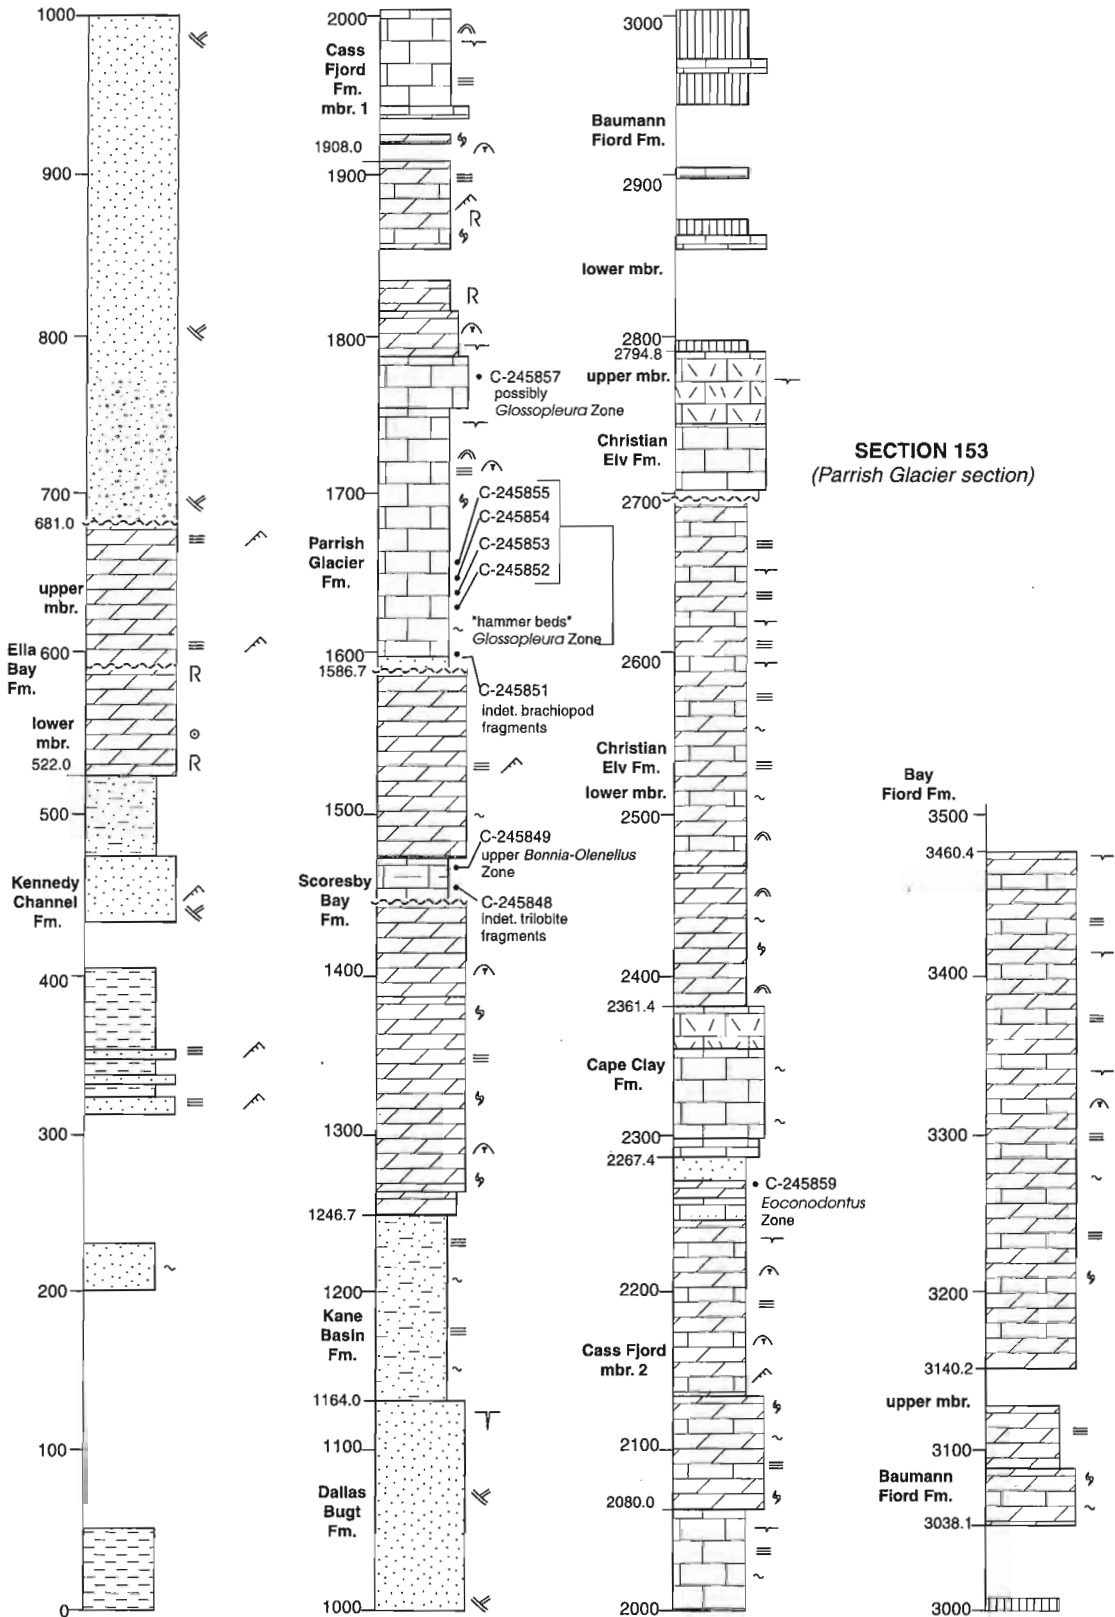 1000
900
800
700
681.0
upper
mbr.
Ella
Bay
Fm.
600
lower
mbr.
522.0
500
Kennedy
Channel
Fm.
400
300
200
100
0
R
R
2000
Cass
Fjord
Fm.
mbr. 1
1908.0
1900
R
R
1800
C-245857
possibly
Glossopleura Zone
1700
C-245855
C-245854
C-245853
C-245852
Parrish
Glacier
Fm.
"hammer beds"
Glossopleura Zone
1600
1586.7
C-245851
indet. brachiopod
fragments
1500
C-245849
upper Bonnia-Olenellus
Zone
Scoresby
Bay
Fm.
C-245848
indet. trilobite
fragments
1400
1300
1246.7
1200
Kane
Basin
Fm.
1164.0
1100
Dallas
Bugt
Fm.
1000
3000
Baumann
Fiord Fm.
2900
lower mbr.
2800
2794.8
upper mbr.
Christian
Elv Fm.
2700
2600
Christian
Elv Fm.
lower mbr.
2500
2400
2361.4
Cape Clay
Fm.
2300
2267.4
C-245859
Eoconodontus
Zone
2200
Cass Fjord
mbr. 2
2100
2080.0
2000
SECTION 153
(Parrish Glacier section)
Bay
Fiord Fm.
3500
3460.4
3400
3300
3200
3140.2
upper mbr.
3100
Baumann
Fiord Fm.
3038.1
3000